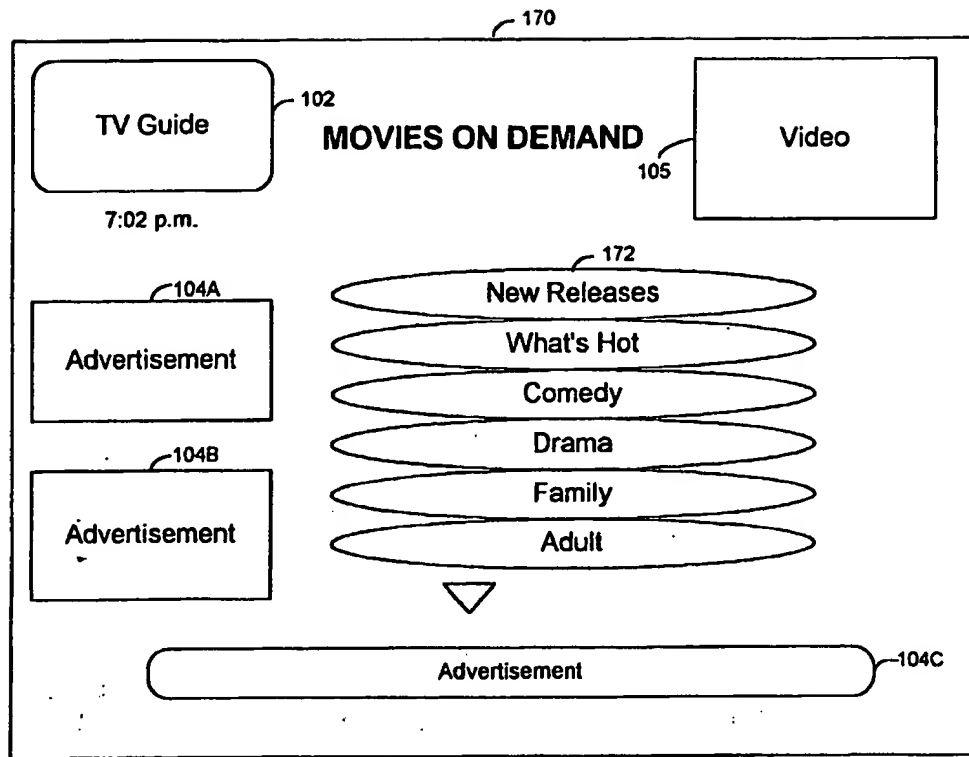 170
TV Guide
102
MOVIES ON DEMAND
Video
105
7:02 p.m.
172
104A
New Releases
Advertisement
What's Hot
Comedy
104B
Drama
Advertisement
Family
Adult
Advertisement
104C